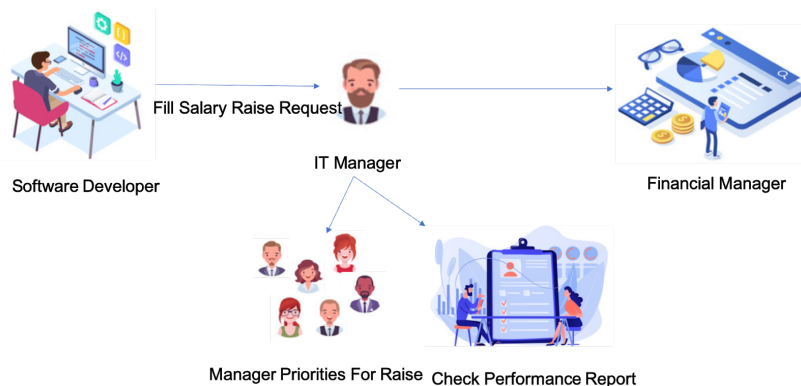 Fill Salary Raise Request
IT Manager
Software Developer
Financial Manager
Manager Priorities For Raise
Check Performance Report